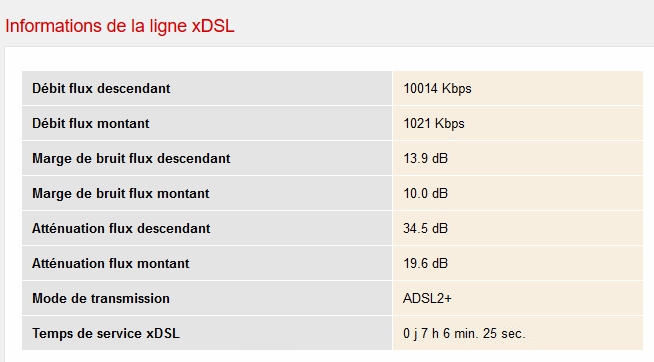 Informations de la ligne xDSL
Débit flux descendant 10014 Kbps
Débit flux montant 1021 Kbps
Marge de bruit flux descendant 13.9 dB
Marge de bruit flux montant 10.0 dB
Atténuation flux descendant 34.5 dB
Atténuation flux montant 19.6 dB
Mode de transmission ADSL2+
Temps de service xDSL 0 j 7 h 6 min. 25 sec.